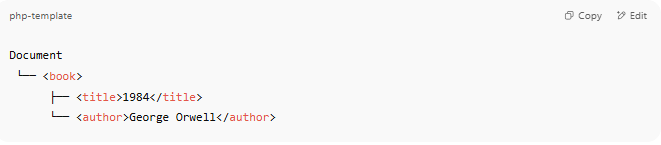 php-template
Copy
Edit
Document
└── <book>
├── <title>1984</title>
└── <author>George Orwell</author>